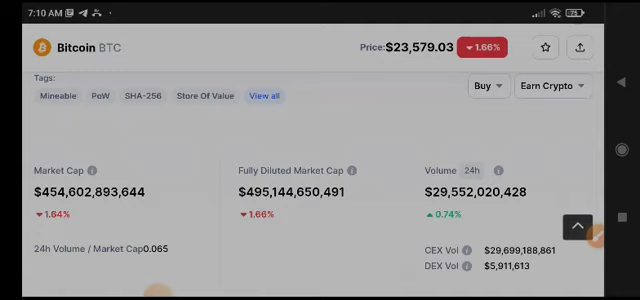 7:10 AM
75
Bitcoin BTC
Price:$23,579.03 1.66%
Tags:
Mineable PoW SHA-256 Store Of Value View all
Buy Earn Crypto
Market Cap Fully Diluted Market Cap Volume 24h
$454,602,893,644 $495,144,650,491 $29,552,020,428
1.64% 1.66% 0.74%
24h Volume / Market Cap0.065
CEX Vol $29,699,188,861
DEX Vol $5,911,613